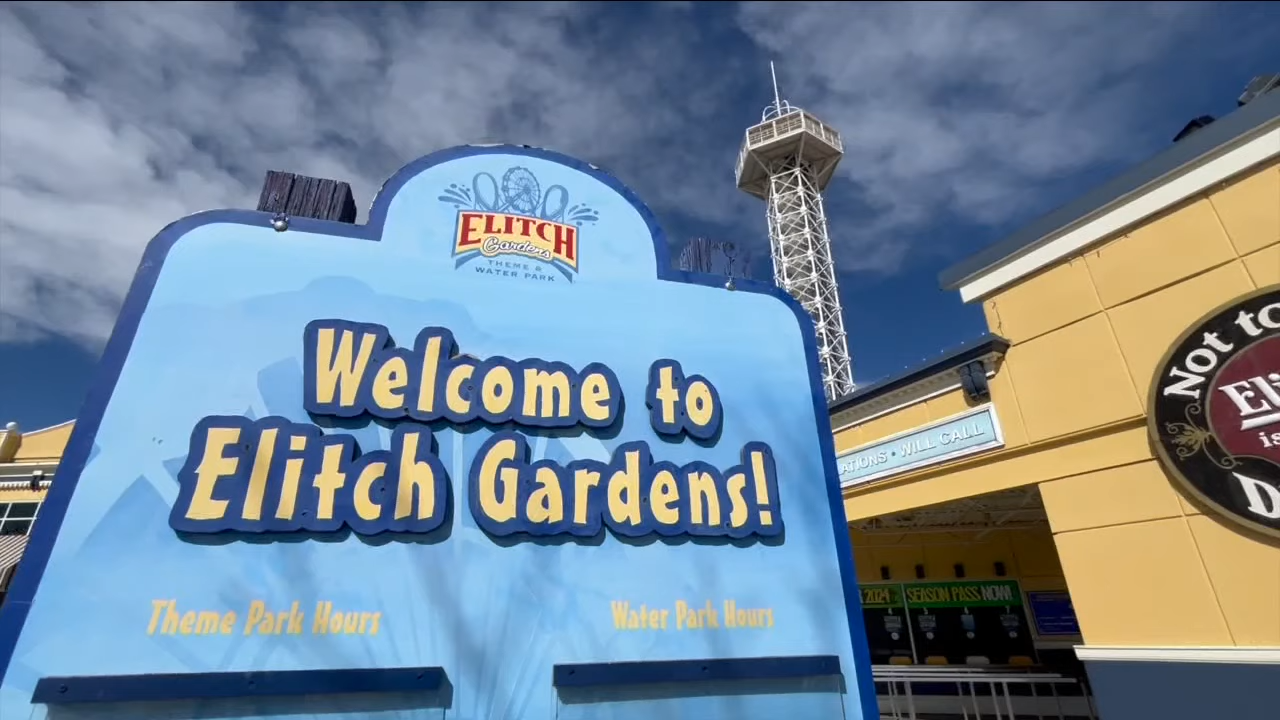 ELITCH
Gardens
THEME &
WATER PARK
Welcome to
Elitch Gardens!
Theme Park Hours
Water Park Hours
WILL CALL
2024
SEASON PASS NOW!
Not to
is